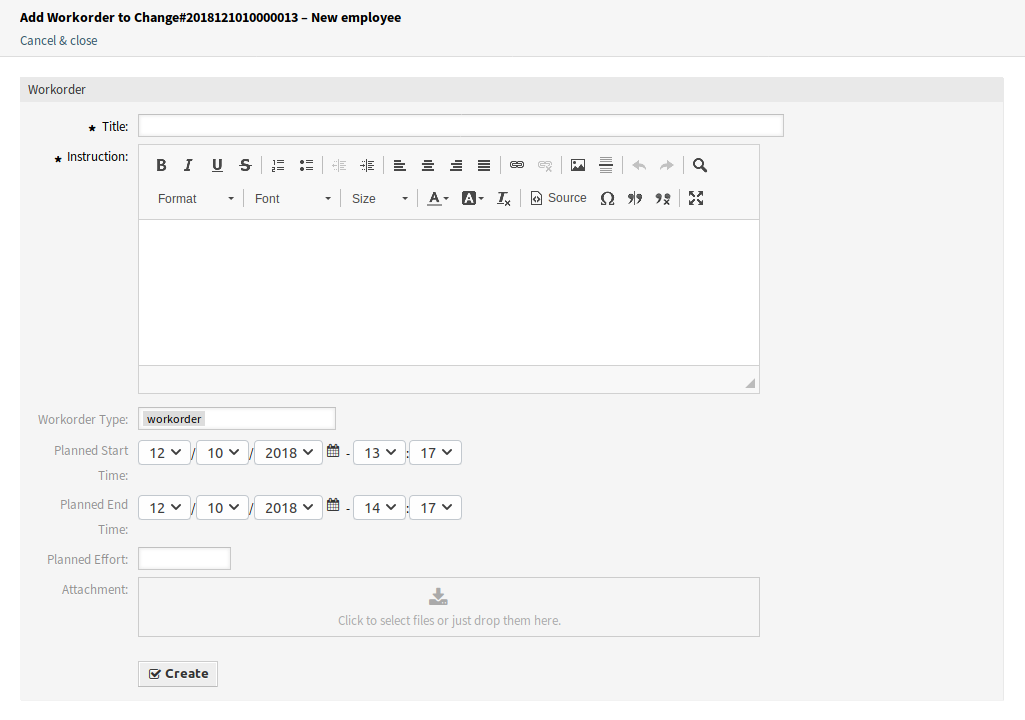 Add Workorder to Change#2018121010000013 – New employee
Cancel & close
Workorder
★ Title:
★ Instruction:
B I U S
Format Font Size A A Tx Source Ω
Workorder Type: workorder
Planned Start Time: 12 / 10 / 2018 - 13 : 17
Planned End Time: 12 / 10 / 2018 - 14 : 17
Planned Effort:
Attachment:
Click to select files or just drop them here.
Create